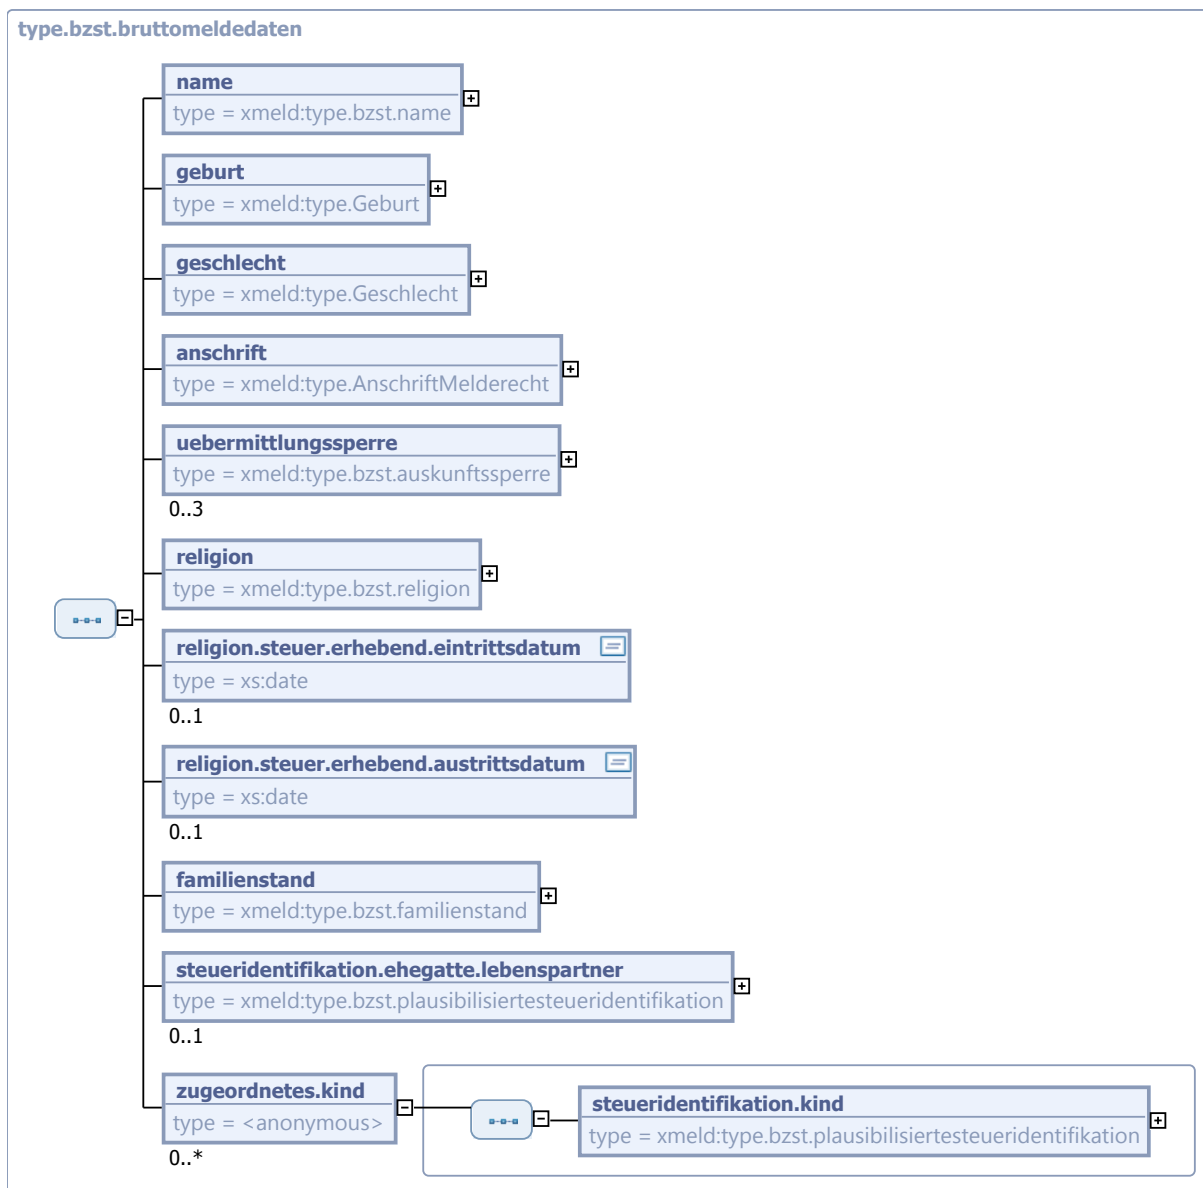 type.bzst.bruttomeldedaten
name
type = xmeld:type.bzst.name
geburt
type = xmeld:type.Geburt
geschlecht
type = xmeld:type.Geschlecht
anschrift
type = xmeld:type.AnschriftMelderecht
uebermittlungssperre
type = xmeld:type.bzst.auskunftssperre
0..3
religion
type = xmeld:type.bzst.religion
religion.steuer.erhebend.eintrittsdatum
type = xs:date
0..1
religion.steuer.erhebend.austrittsdatum
type = xs:date
0..1
familienstand
type = xmeld:type.bzst.familienstand
steueridentifikation.ehegatte.lebenspartner
type = xmeld:type.bzst.plausibilisiertesteueridentifikation
0..1
zugeordnetes.kind
type = <anonymous>
0..*
steueridentifikation.kind
type = xmeld:type.bzst.plausibilisiertesteueridentifikation